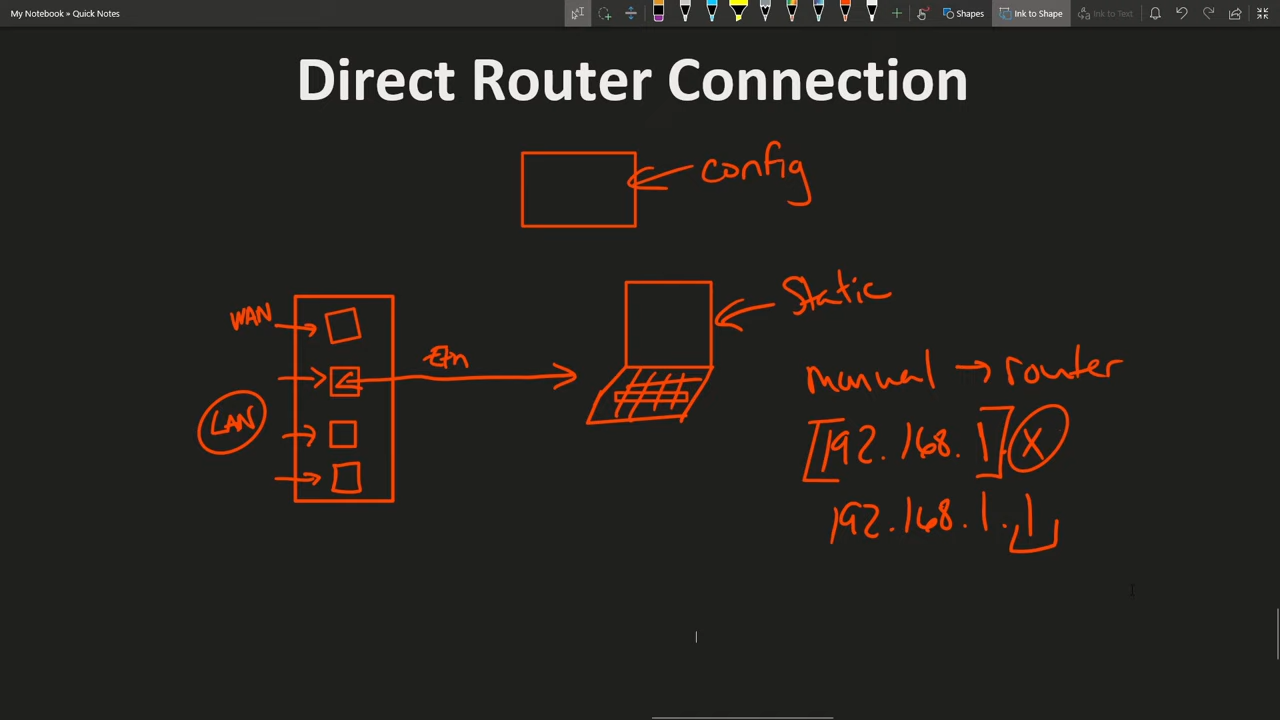 My Notebook » Quick Notes
Shapes
Ink to Shape
Ink to Text
Direct Router Connection
config
WAN
Static
manual → router
LAN
[192.168.1].X
192.168.1.1